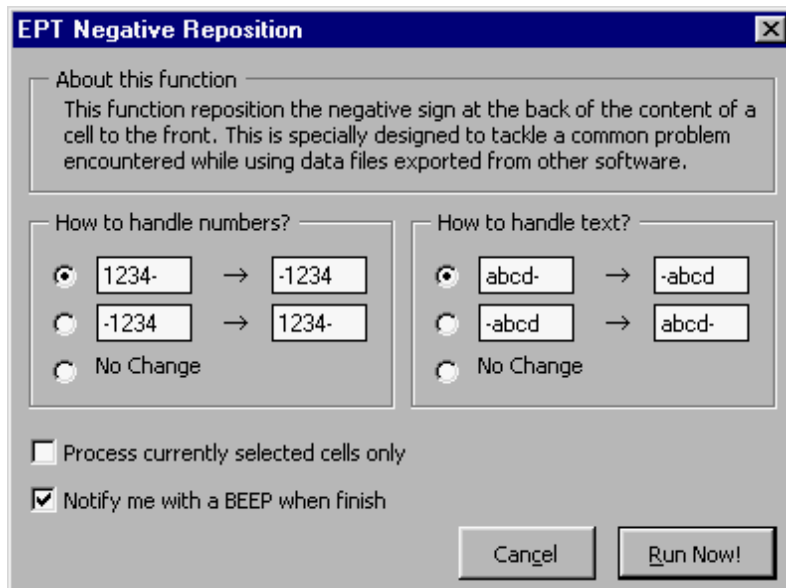 EPT Negative Reposition
About this function
This function reposition the negative sign at the back of the content of a
cell to the front. This is specially designed to tackle a common problem
encountered while using data files exported from other software.
How to handle numbers?
1234- → -1234
-1234 → 1234-
No Change
How to handle text?
abcd- → -abcd
-abcd → abcd-
No Change
Process currently selected cells only
Notify me with a BEEP when finish
Cancel
Run Now!